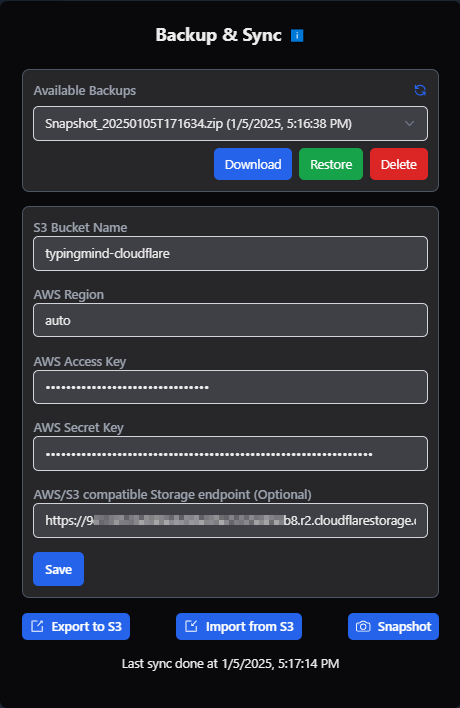 Backup & Sync
Available Backups
Snapshot_20250105T171634.zip (1/5/2025, 5:16:38 PM)
Download Restore Delete
S3 Bucket Name
typingmind-cloudflare
AWS Region
auto
AWS Access Key
AWS Secret Key
AWS/S3 compatible Storage endpoint (Optional)
https://9 b8.r2.cloudflarestorage.c
Save
Export to S3 Import from S3 Snapshot
Last sync done at 1/5/2025, 5:17:14 PM